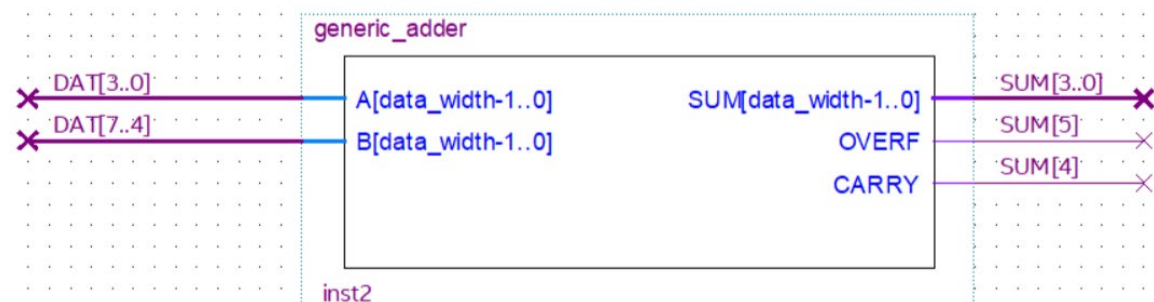 generic_adder
DAT[3..0]
A[data_width-1..0]
SUM[data_width-1..0]
SUM[3..0]
DAT[7..4]
B[data_width-1..0]
OVERF
SUM[5]
CARRY
SUM[4]
inst2